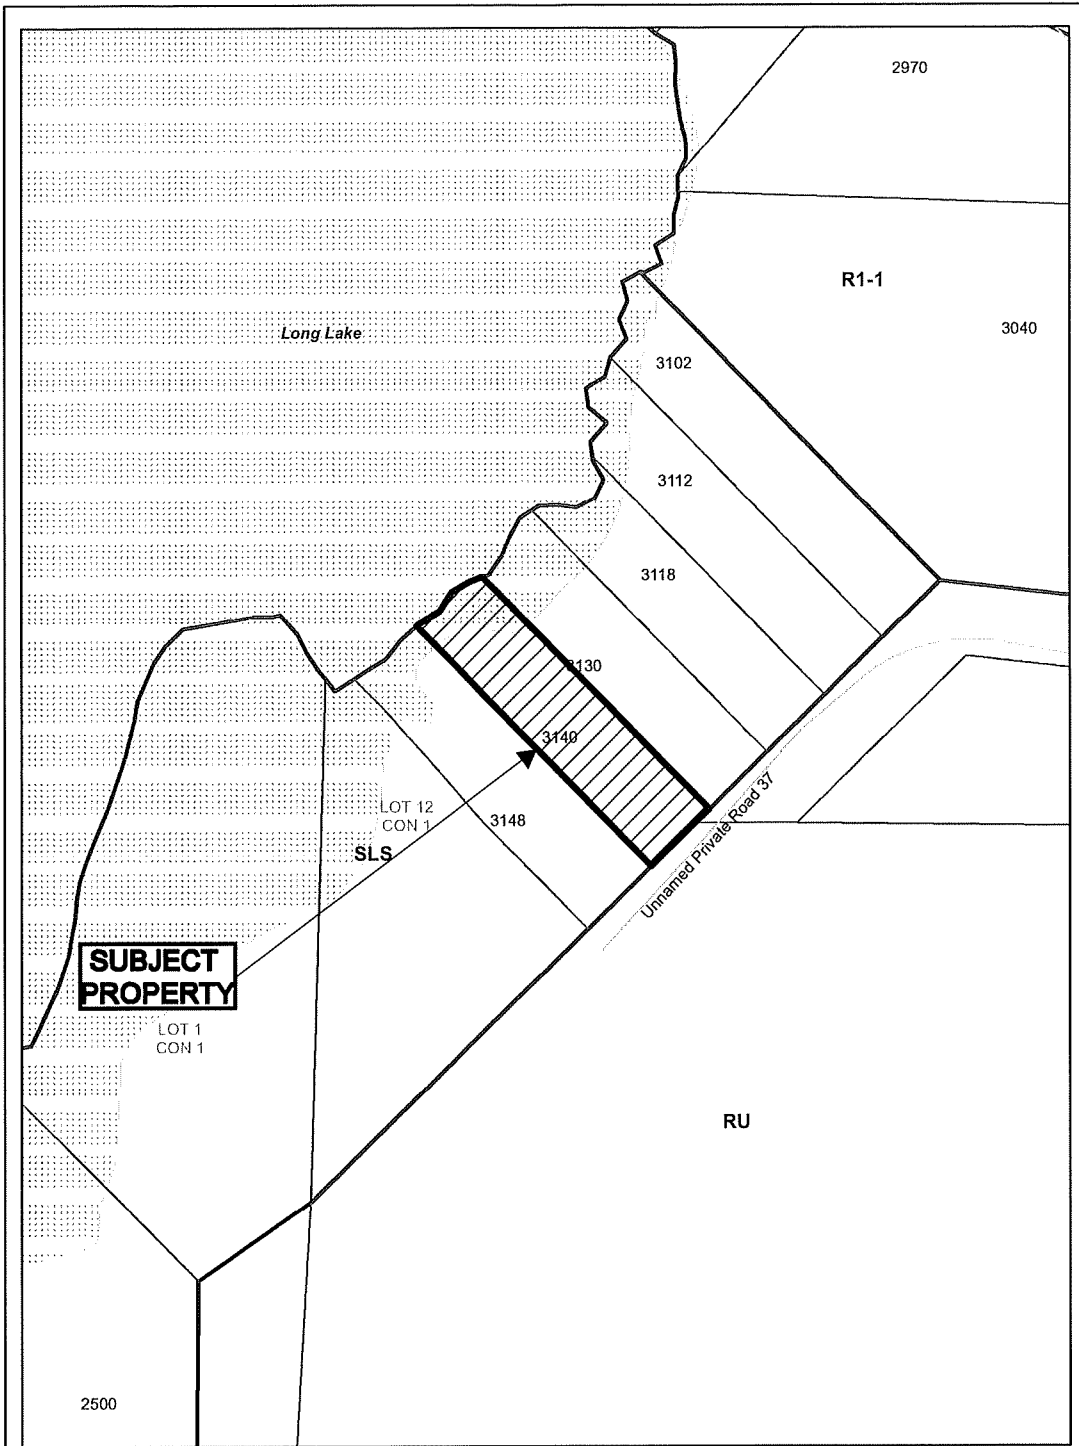 2970
R1-1
3040
Long Lake
3102
3112
3118
3130
3140
LOT 12
CON 1
3148
SLS
Unnamed Private Road 37
SUBJECT
PROPERTY
LOT 1
CON 1
RU
2500